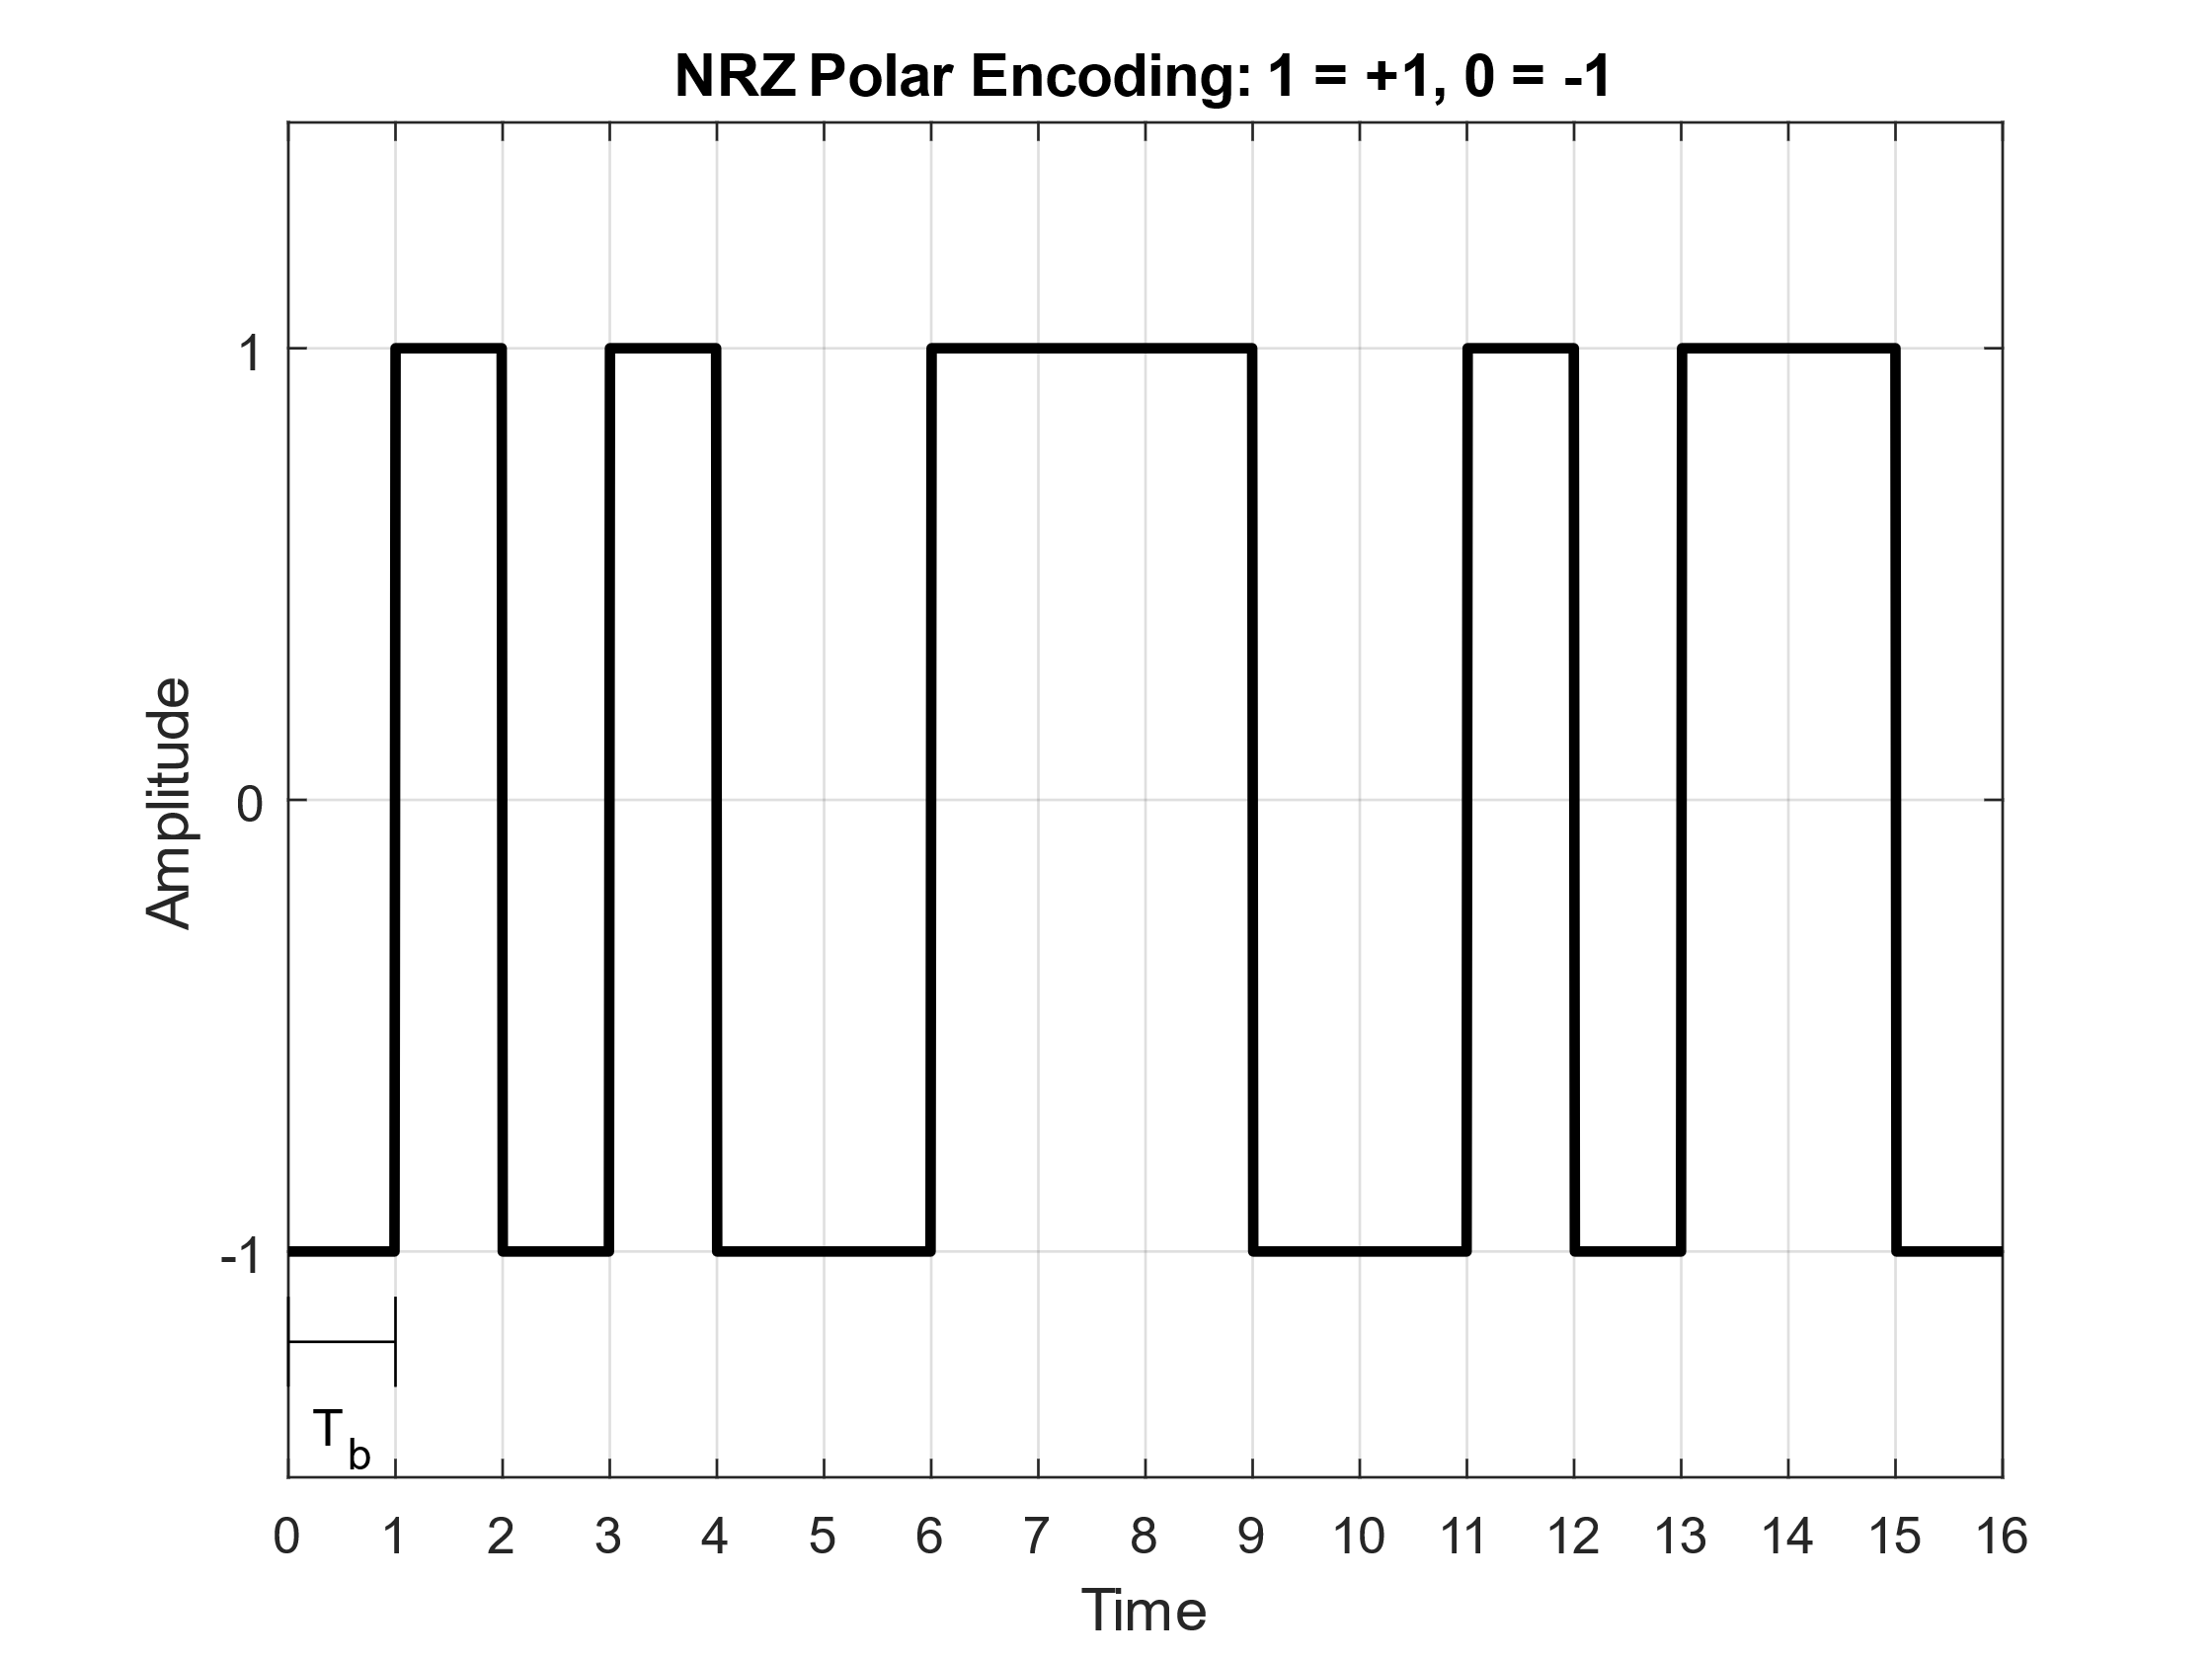 NRZ Polar Encoding: 1 = +1, 0 = -1
Amplitude
1
0
-1
T_b
0 1 2 3 4 5 6 7 8 9 10 11 12 13 14 15 16
Time